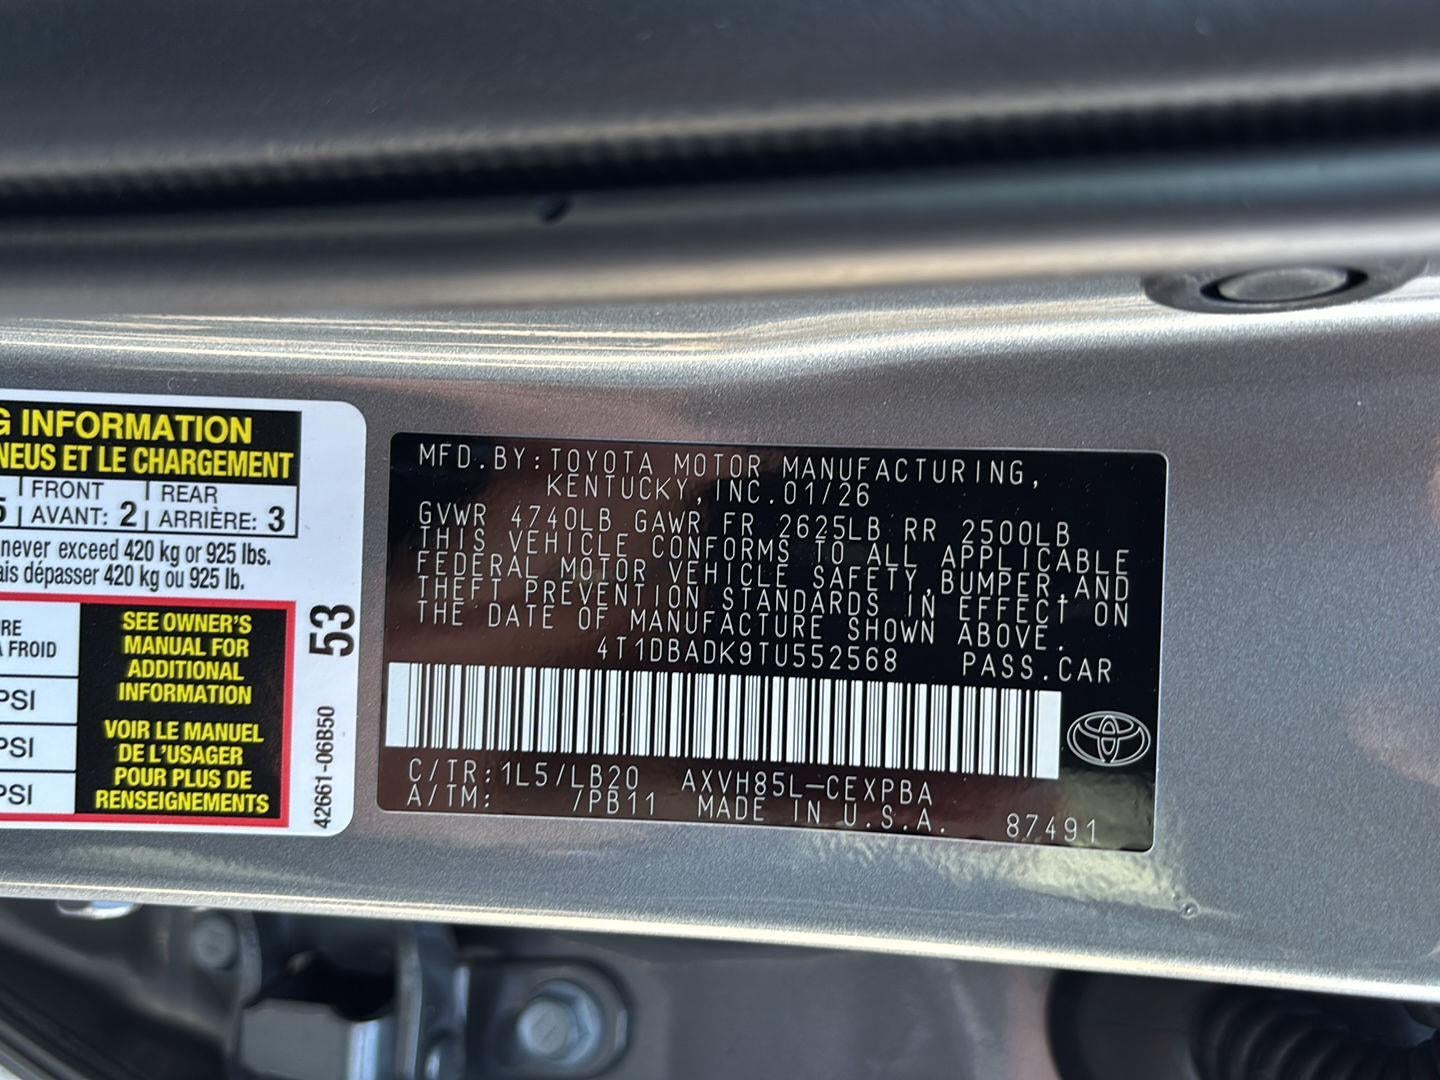 G INFORMATION
NEUS ET LE CHARGEMENT
5 FRONT AVANT: 2 REAR ARRIÈRE: 3
never exceed 420 kg or 925 lbs.
ais dépasser 420 kg ou 925 lb.
RE
A FROID
PSI
PSI
PSI
SEE OWNER'S
MANUAL FOR
ADDITIONAL
INFORMATION
VOIR LE MANUEL
DE L'USAGER
POUR PLUS DE
RENSEIGNEMENTS
53
42661-06B50
MFD.BY:TOYOTA MOTOR MANUFACTURING,
KENTUCKY,INC.01/26
GVWR 4740LB GAWR FR 2625LB RR 2500LB
THIS VEHICLE CONFORMS TO ALL APPLICABLE
FEDERAL MOTOR VEHICLE SAFETY,BUMPER,AND
THEFT PREVENTION STANDARDS IN EFFECT ON
THE DATE OF MANUFACTURE SHOWN ABOVE.
4T1DBADK9TU552568 PASS.CAR
C/TR:1L5/LB20 AXVH85L-CEXPBA
A/TM: /PB11 MADE IN U.S.A. 87491